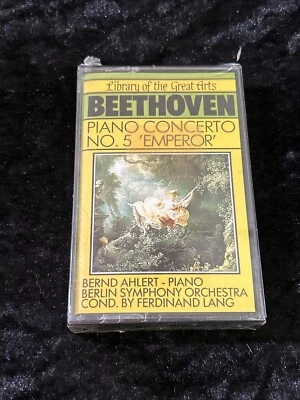 Library of the Great Arts
BEETHOVEN
PIANO CONCERTO
NO. 5 'EMPEROR'
BERND AHLERT - PIANO
BERLIN SYMPHONY ORCHESTRA
COND. BY FERDINAND LANG